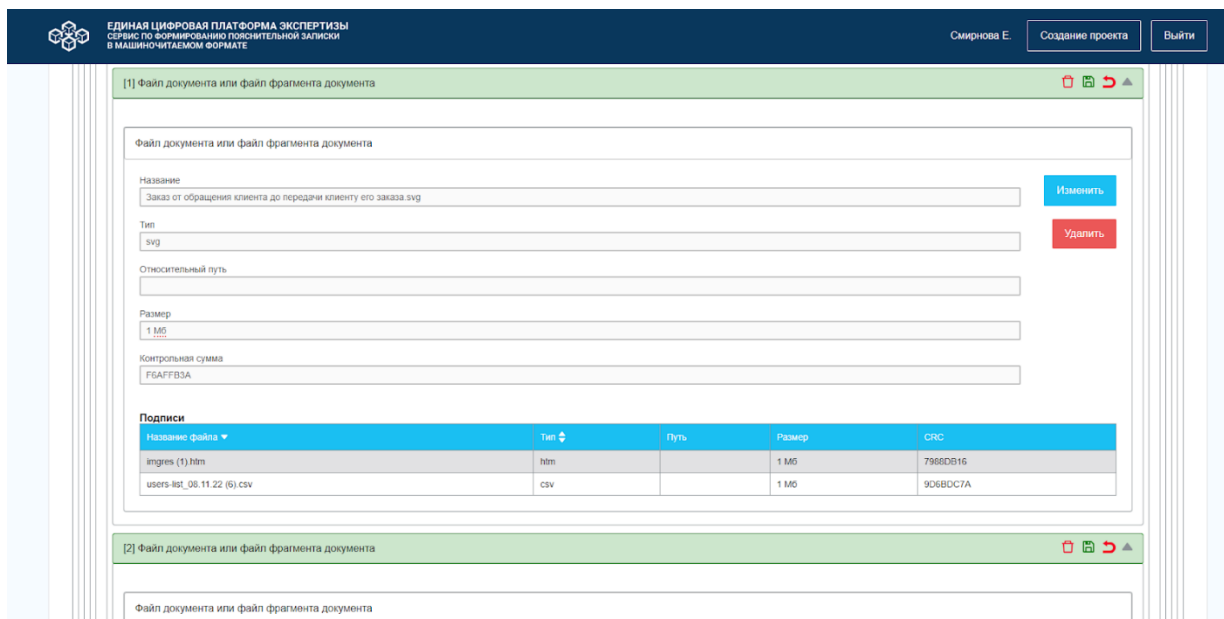 ЕДИНАЯ ЦИФРОВАЯ ПЛАТФОРМА ЭКСПЕРТИЗЫ
СЕРВИС ПО ФОРМИРОВАНИЮ ПОЯСНИТЕЛЬНОЙ ЗАПИСКИ
В МАШИНОЧИТАЕМОМ ФОРМАТЕ
Смирнова Е. Создание проекта Выйти
[1] Файл документа или файл фрагмента документа
Файл документа или файл фрагмента документа
Название
Заказ от обращения клиента до передачи клиенту его заказа.svg
Изменить
Тип
svg
Удалить
Относительный путь
Размер
1 Мб
Контрольная сумма
F6AFFB3A
Подписи
Название файла Тип Путь Размер CRC
imgres (1).htm htm 1 Мб 7988DB16
users-list_08.11.22 (6).csv csv 1 Мб 9D6BDC7A
[2] Файл документа или файл фрагмента документа
Файл документа или файл фрагмента документа